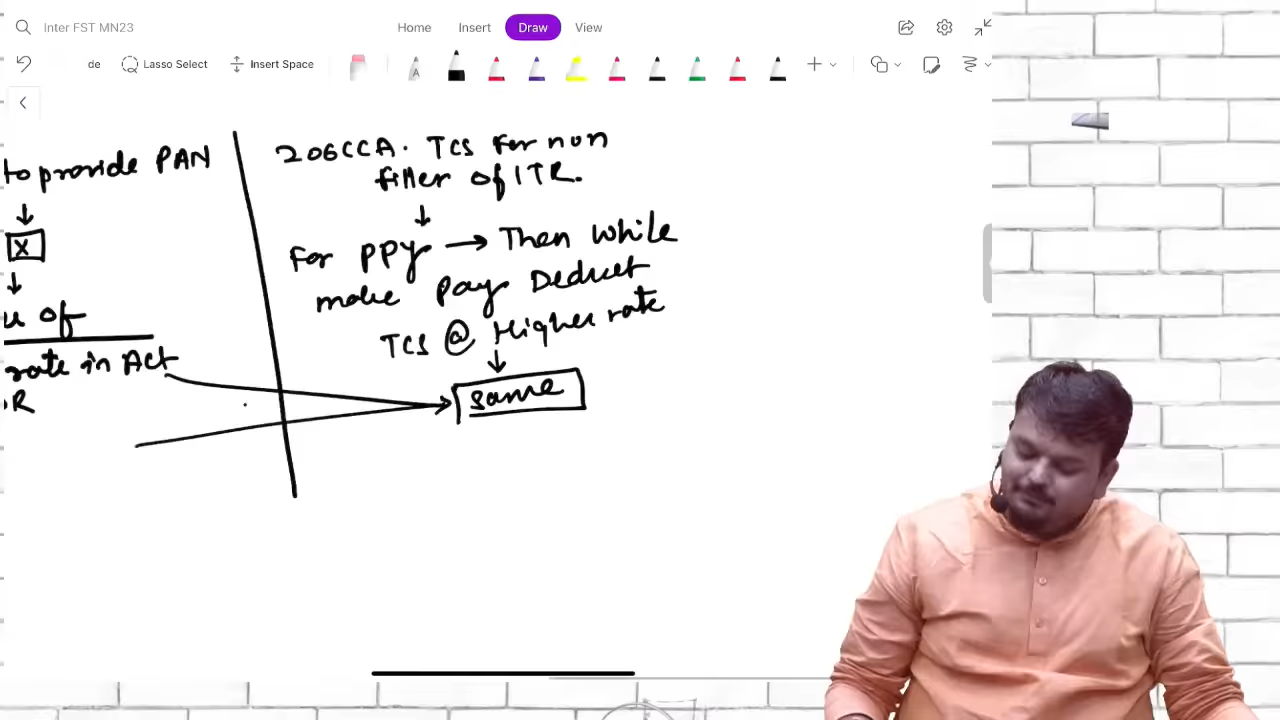 Inter FST MN23
Home Insert Draw View
de Lasso Select Insert Space
A
to provide PAN
↓
X
↓
u of
rate in Act
.R
206CCA. TCS for non
filler of ITR.
↓
For PPY → Then while
make pay Deduct
TCS @ Higher rate
↓
same